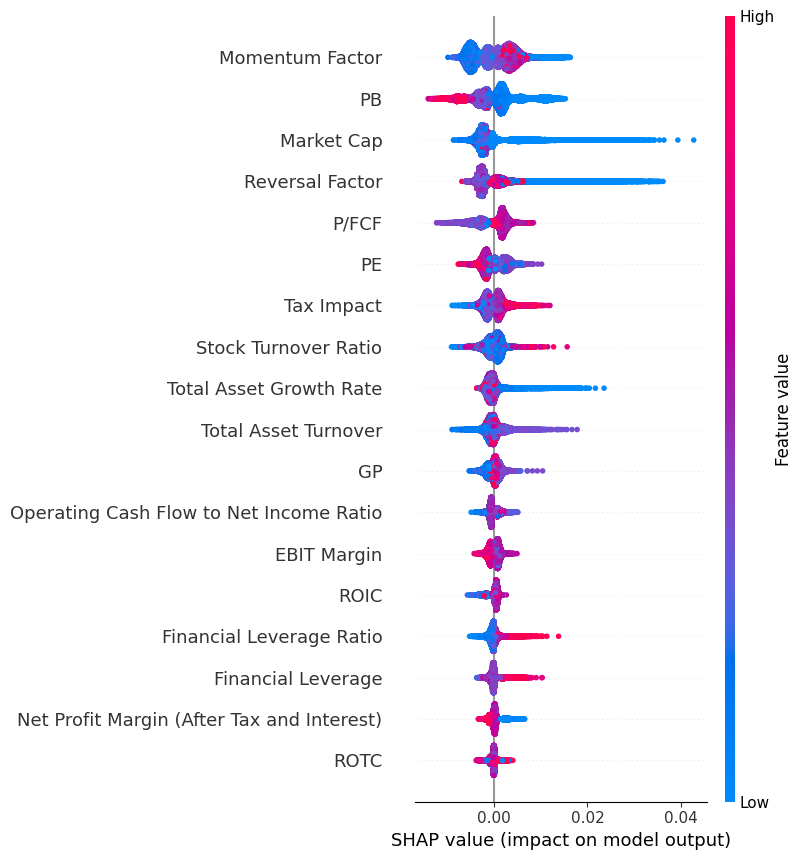 High
Momentum Factor
PB
Market Cap
Reversal Factor
P/FCF
PE
Tax Impact
Stock Turnover Ratio
Total Asset Growth Rate
Total Asset Turnover
GP
Operating Cash Flow to Net Income Ratio
EBIT Margin
ROIC
Financial Leverage Ratio
Financial Leverage
Net Profit Margin (After Tax and Interest)
ROTC
Feature value
Low
0.00 0.02 0.04
SHAP value (impact on model output)